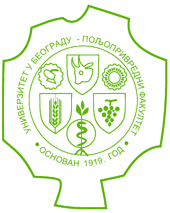 УНИВЕРЗИТЕТ У БЕОГРАДУ - ПОЉОПРИВРЕДНИ ФАКУЛТЕТ
• ОСНОВАН 1919. ГОД •